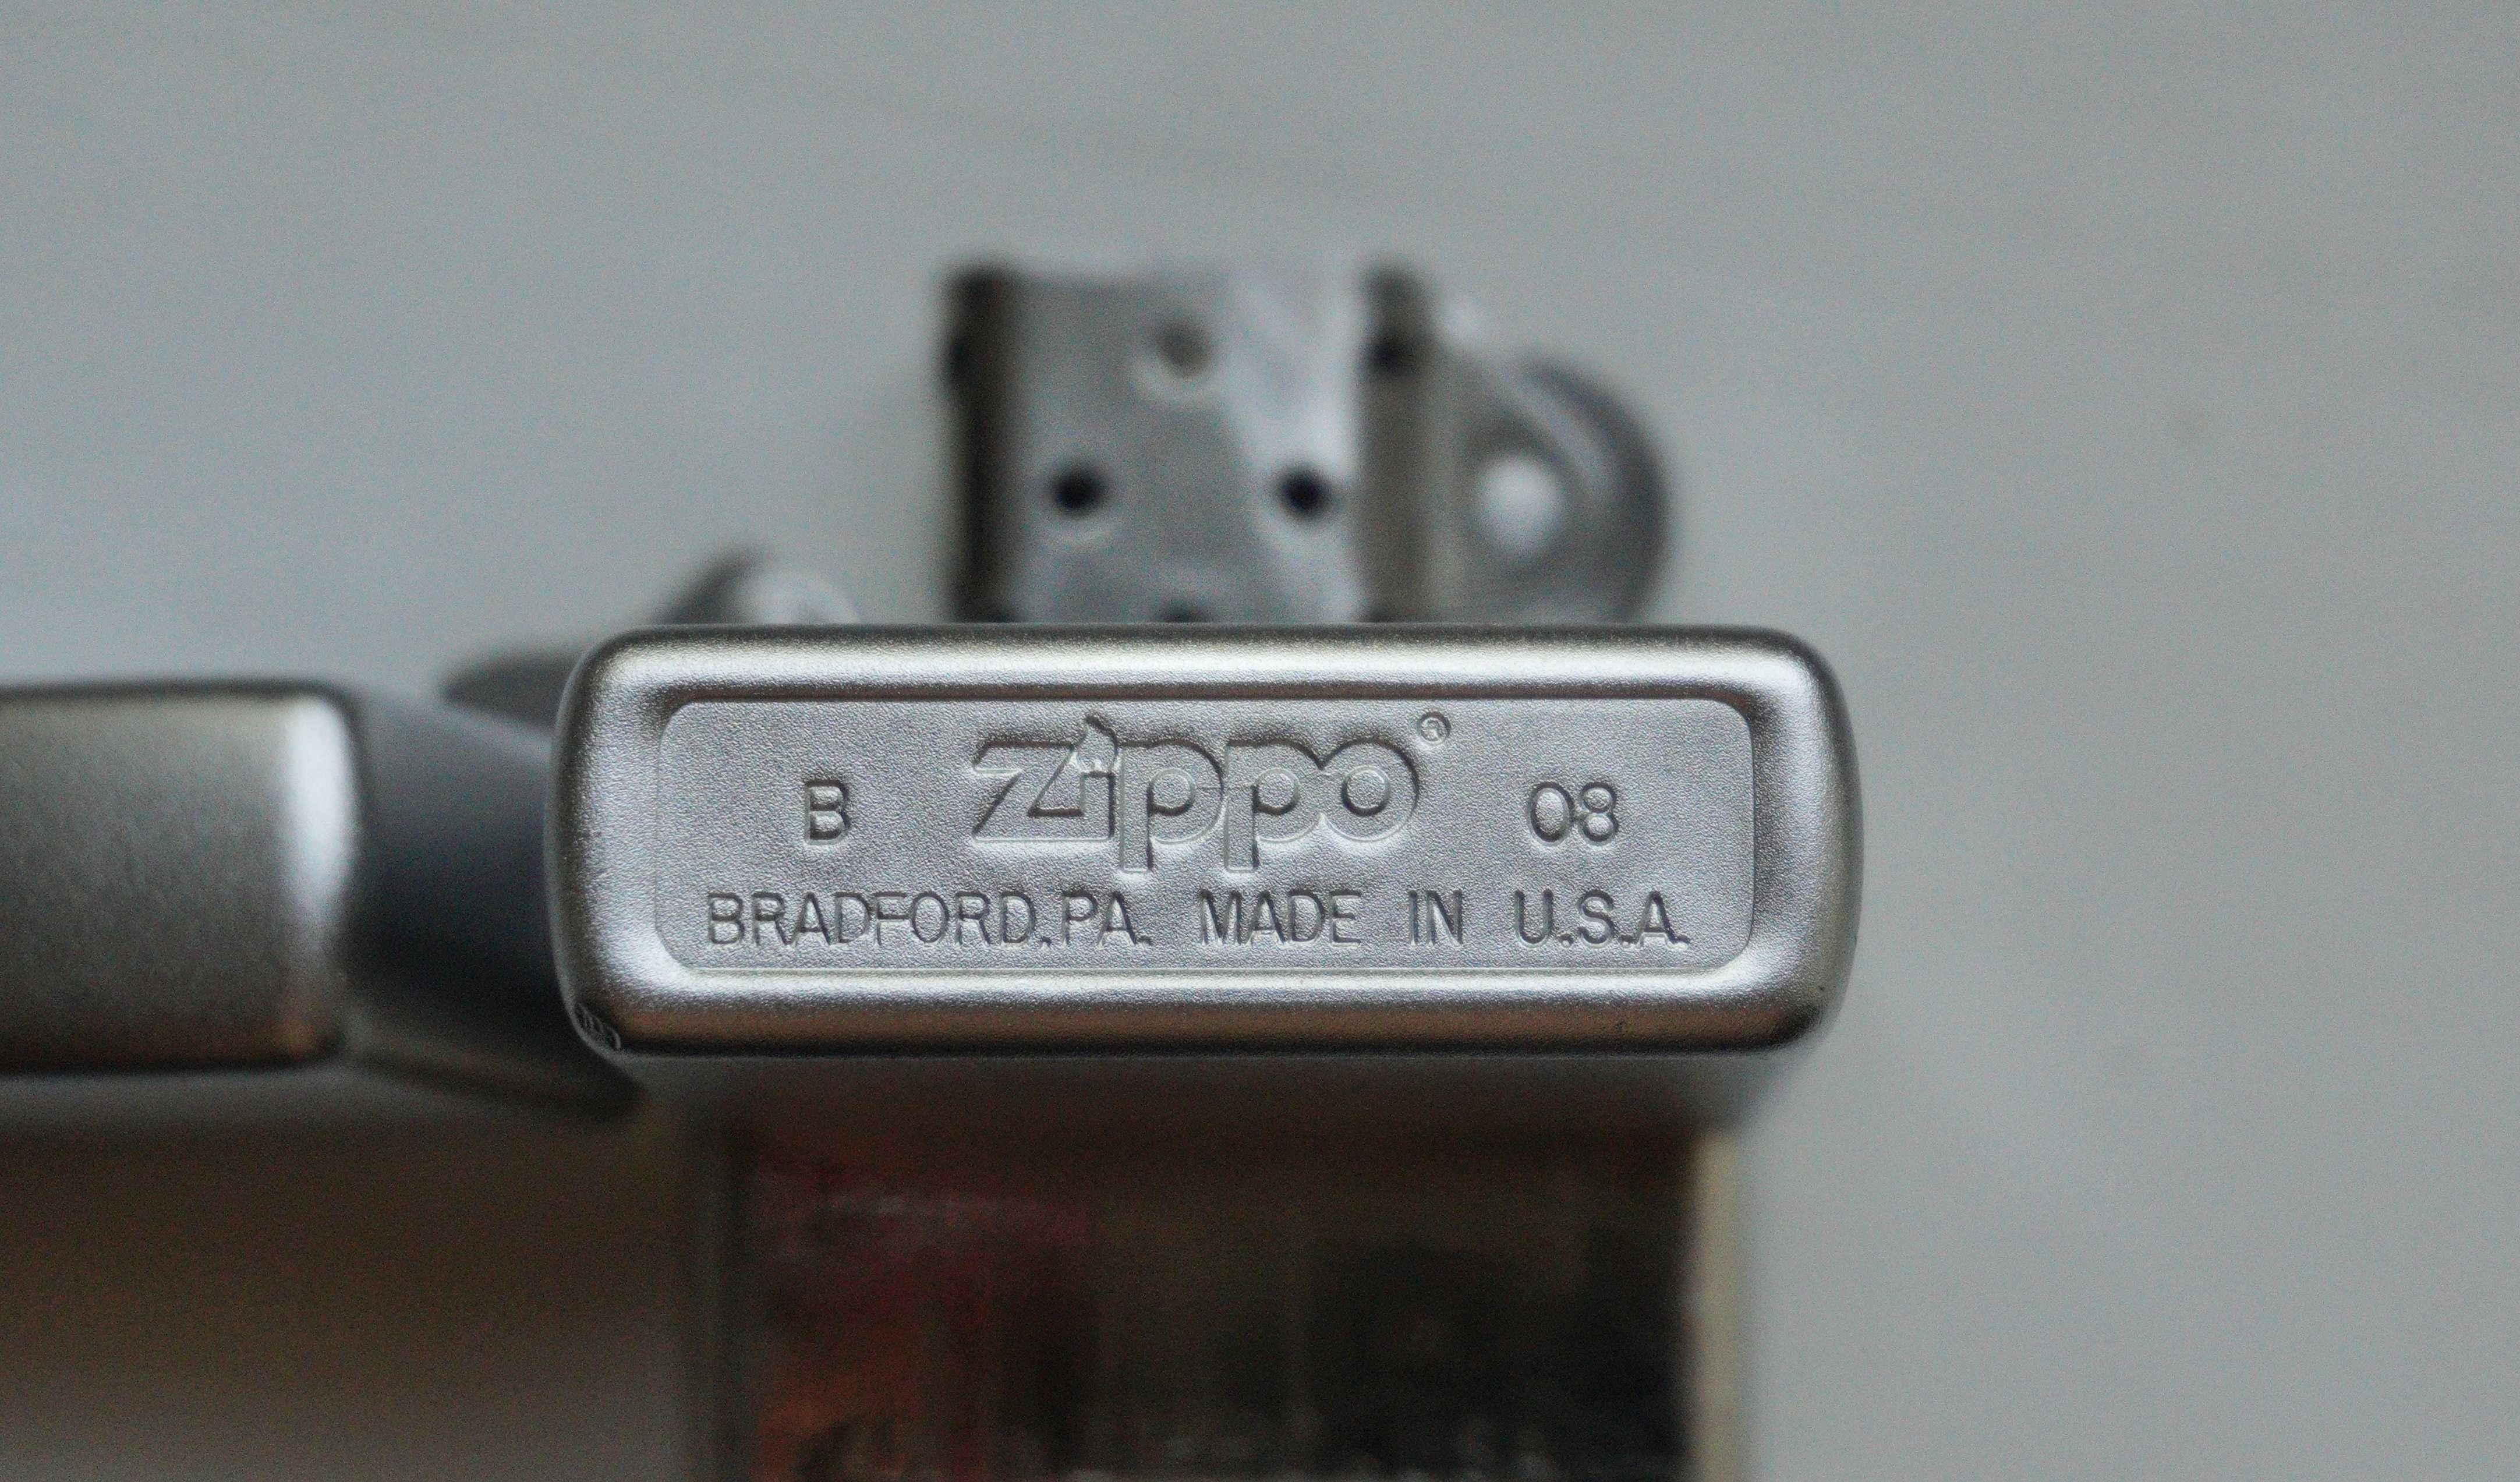 B Zippo® 08
BRADFORD, PA. MADE IN U.S.A.